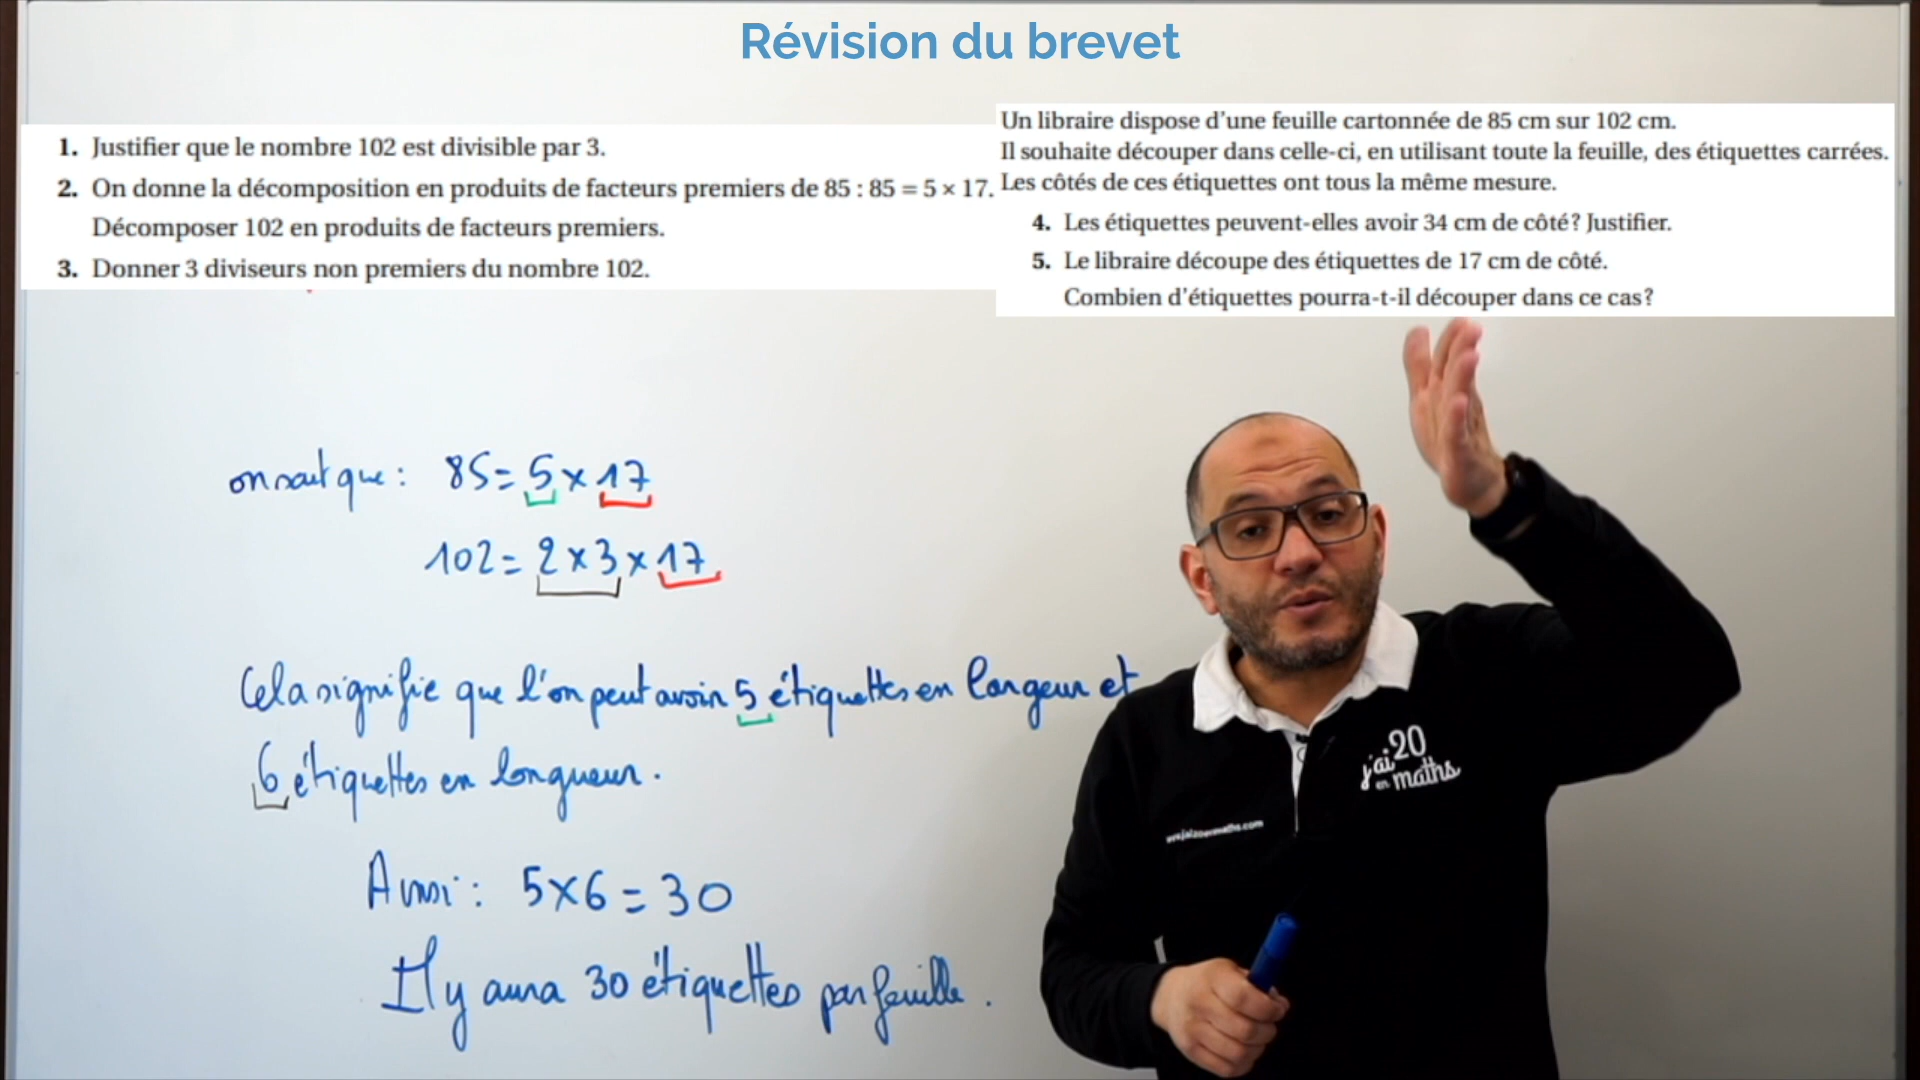 Révision du brevet
1. Justifier que le nombre 102 est divisible par 3.
2. On donne la décomposition en produits de facteurs premiers de 85 : 85 = 5 × 17.
Décomposer 102 en produits de facteurs premiers.
3. Donner 3 diviseurs non premiers du nombre 102.
Un libraire dispose d'une feuille cartonnée de 85 cm sur 102 cm.
Il souhaite découper dans celle-ci, en utilisant toute la feuille, des étiquettes carrées.
Les côtés de ces étiquettes ont tous la même mesure.
4. Les étiquettes peuvent-elles avoir 34 cm de côté ? Justifier.
5. Le libraire découpe des étiquettes de 17 cm de côté.
Combien d'étiquettes pourra-t-il découper dans ce cas ?
on sait que : 85 = 5 × 17
102 = 2 × 3 × 17
Cela signifie que l'on peut avoir 5 étiquettes en largeur et
6 étiquettes en longueur.
Ainsi : 5 × 6 = 30
Il y aura 30 étiquettes par feuille.
j'ai 20
en maths
www.jai20enmaths.com